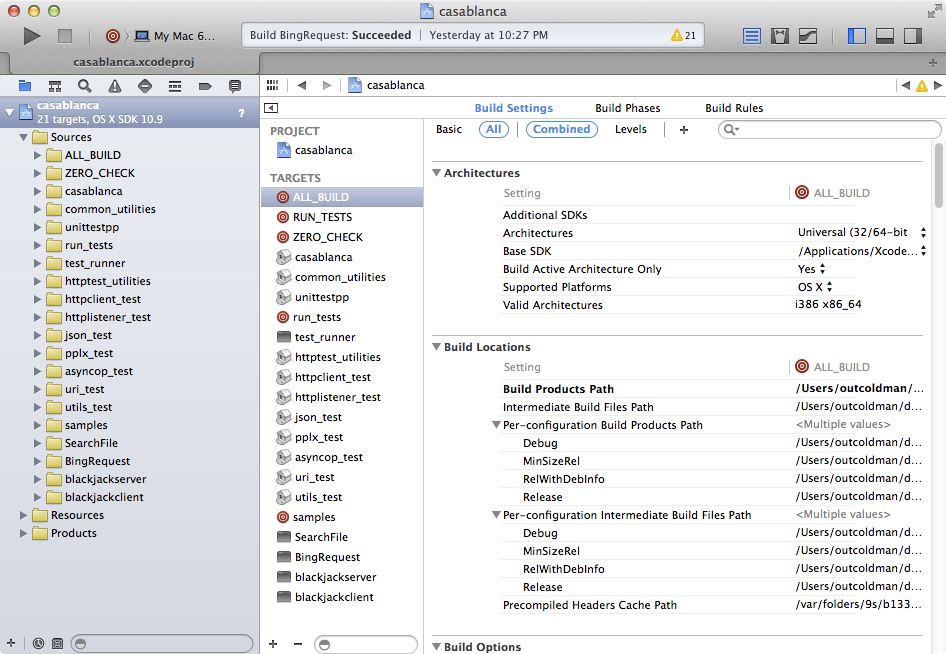 casablanca
My Mac 6...
Build BingRequest: Succeeded | Yesterday at 10:27 PM
21
casablanca.xcodeproj
casablanca
21 targets, OS X SDK 10.9
?
Sources
ALL_BUILD
ZERO_CHECK
casablanca
common_utilities
unittestpp
run_tests
test_runner
httptest_utilities
httpclient_test
httplistener_test
json_test
pplx_test
asyncop_test
uri_test
utils_test
samples
SearchFile
BingRequest
blackjackserver
blackjackclient
Resources
Products
casablanca
PROJECT
casablanca
TARGETS
ALL_BUILD
RUN_TESTS
ZERO_CHECK
casablanca
common_utilities
unittestpp
run_tests
test_runner
httptest_utilities
httpclient_test
httplistener_test
json_test
pplx_test
asyncop_test
uri_test
utils_test
samples
SearchFile
BingRequest
blackjackserver
blackjackclient
Build Settings Build Phases Build Rules
Basic All Combined Levels +
Architectures
Setting ALL_BUILD
Additional SDKs
Architectures Universal (32/64-bit
Base SDK /Applications/Xcode...
Build Active Architecture Only Yes
Supported Platforms OS X
Valid Architectures i386 x86_64
Build Locations
Setting ALL_BUILD
Build Products Path /Users/outcoldman/...
Intermediate Build Files Path /Users/outcoldman/d...
Per-configuration Build Products Path <Multiple values>
Debug /Users/outcoldman/d...
MinSizeRel /Users/outcoldman/d...
RelWithDebInfo /Users/outcoldman/d...
Release /Users/outcoldman/d...
Per-configuration Intermediate Build Files Path <Multiple values>
Debug /Users/outcoldman/d...
MinSizeRel /Users/outcoldman/d...
RelWithDebInfo /Users/outcoldman/d...
Release /Users/outcoldman/d...
Precompiled Headers Cache Path /var/folders/9s/b133...
Build Options